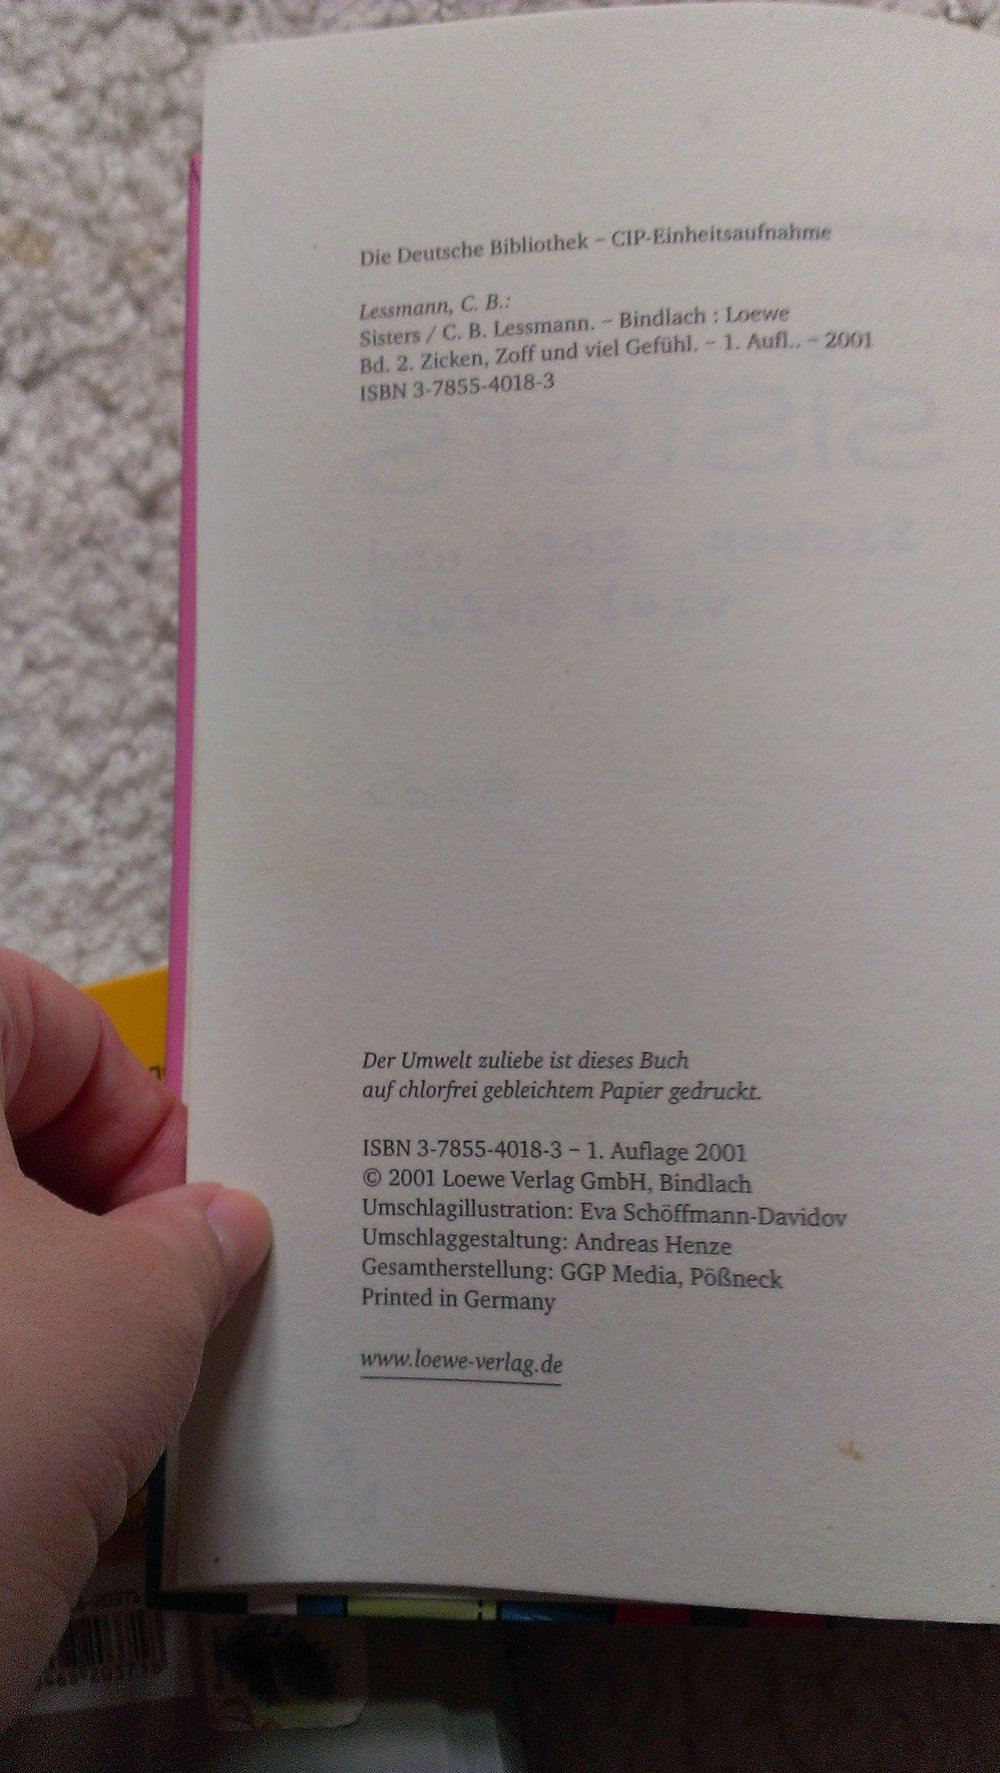 Die Deutsche Bibliothek – CIP-Einheitsaufnahme
Lessmann, C. B.:
Sisters / C. B. Lessmann. – Bindlach : Loewe
Bd. 2. Zicken, Zoff und viel Gefühl. – 1. Aufl.. – 2001
ISBN 3-7855-4018-3
Der Umwelt zuliebe ist dieses Buch
auf chlorfrei gebleichtem Papier gedruckt.
ISBN 3-7855-4018-3 – 1. Auflage 2001
© 2001 Loewe Verlag GmbH, Bindlach
Umschlagillustration: Eva Schöffmann-Davidov
Umschlaggestaltung: Andreas Henze
Gesamtherstellung: GGP Media, Pößneck
Printed in Germany
www.loewe-verlag.de